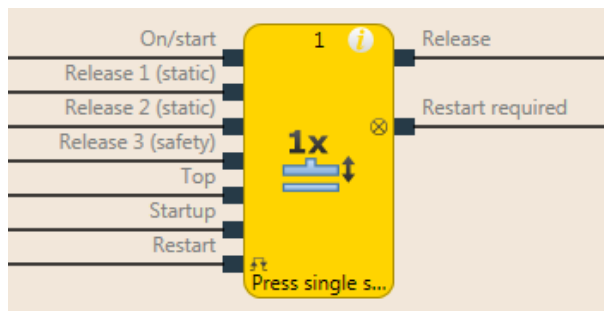 On/start
1
i
Release
Release 1 (static)
Release 2 (static)
Restart required
Release 3 (safety)
1x
Top
Startup
Restart
Press single s...